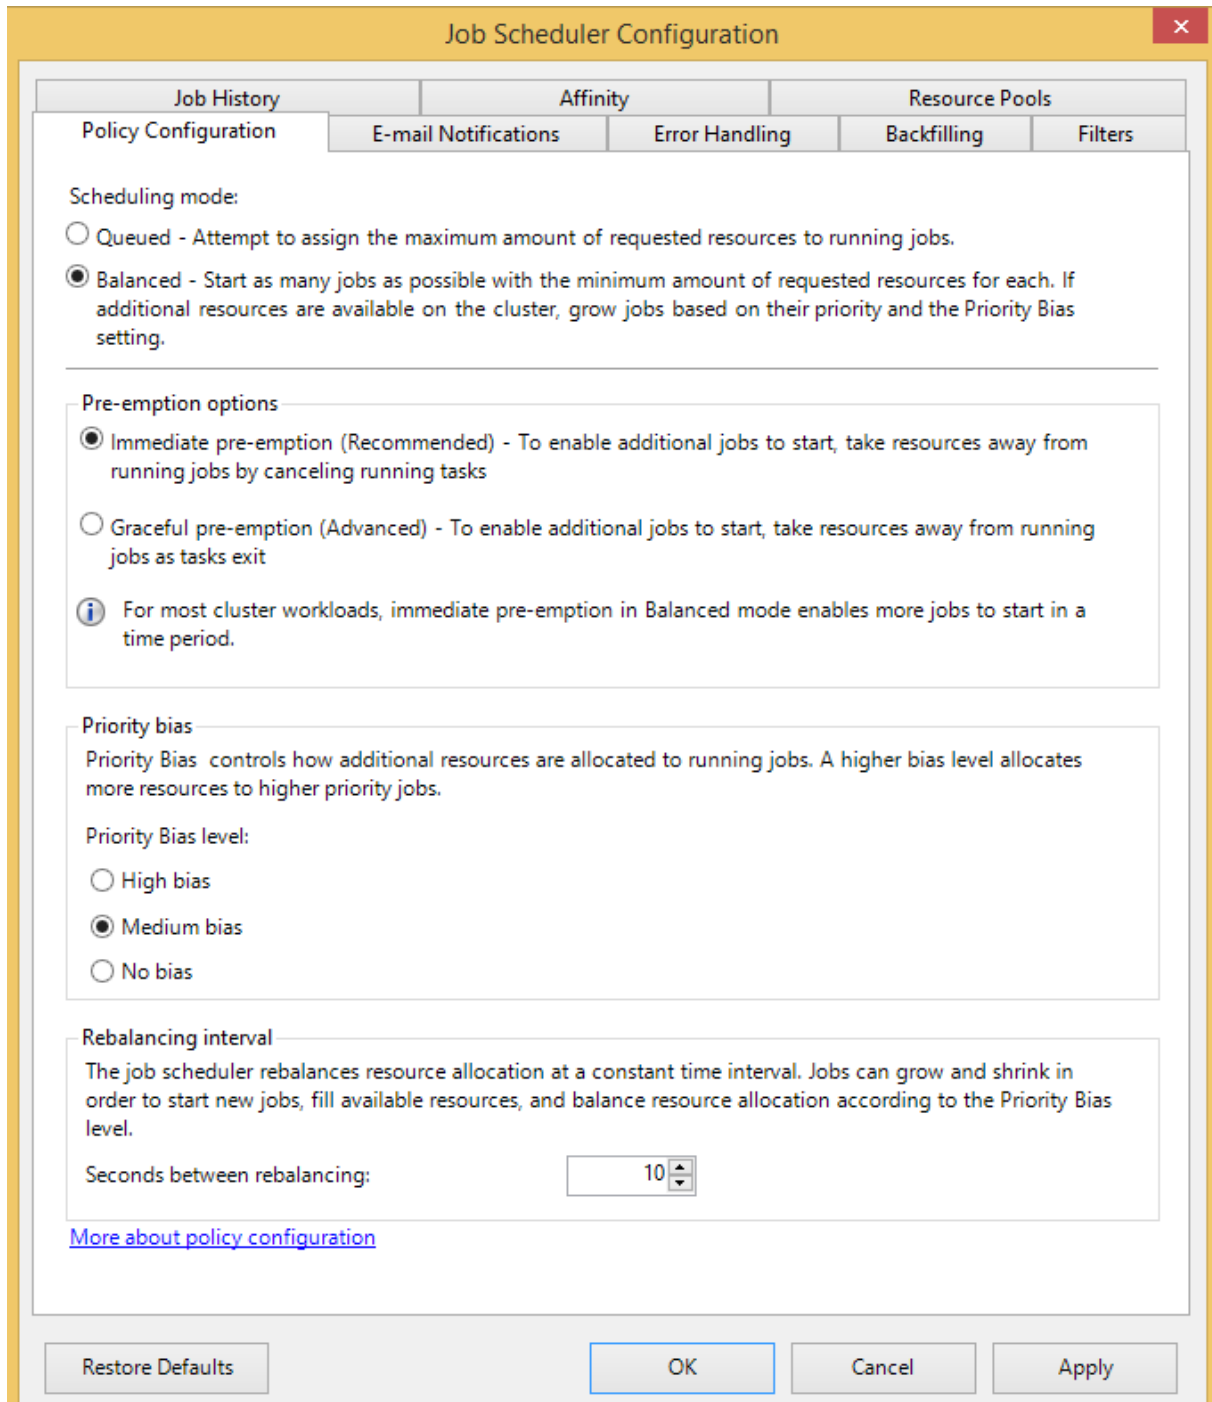 Job Scheduler Configuration
Job History
Affinity
Resource Pools
Policy Configuration
E-mail Notifications
Error Handling
Backfilling
Filters
Scheduling mode:
Queued - Attempt to assign the maximum amount of requested resources to running jobs.
Balanced - Start as many jobs as possible with the minimum amount of requested resources for each. If
additional resources are available on the cluster, grow jobs based on their priority and the Priority Bias
setting.
Pre-emption options
Immediate pre-emption (Recommended) - To enable additional jobs to start, take resources away from
running jobs by canceling running tasks
Graceful pre-emption (Advanced) - To enable additional jobs to start, take resources away from running
jobs as tasks exit
For most cluster workloads, immediate pre-emption in Balanced mode enables more jobs to start in a
time period.
Priority bias
Priority Bias  controls how additional resources are allocated to running jobs. A higher bias level allocates
more resources to higher priority jobs.
Priority Bias level:
High bias
Medium bias
No bias
Rebalancing interval
The job scheduler rebalances resource allocation at a constant time interval. Jobs can grow and shrink in
order to start new jobs, fill available resources, and balance resource allocation according to the Priority Bias
level.
Seconds between rebalancing:
10
More about policy configuration
Restore Defaults
OK
Cancel
Apply